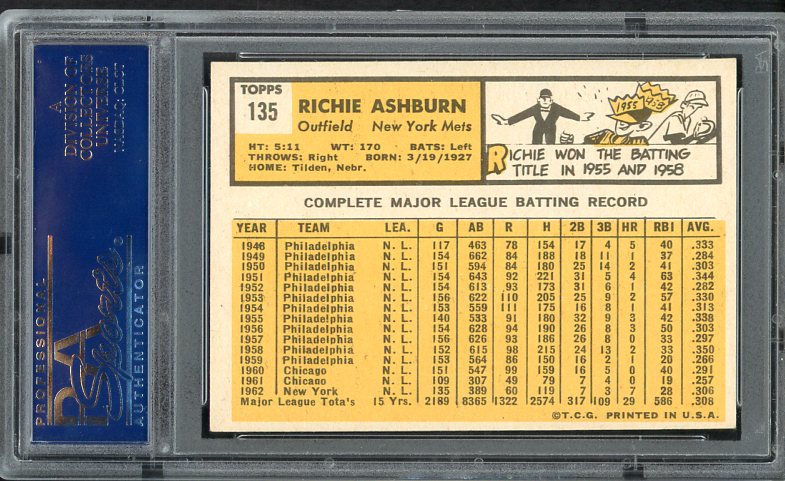 A
DIVISION OF
COLLECTORS
UNIVERSE
NASDAQ: CLCT
PROFESSIONAL
PSA
Sports
AUTHENTICATOR
TOPPS
135
RICHIE ASHBURN
Outfield New York Mets
HT: 5:11 WT: 170 BATS: Left
THROWS: Right BORN: 3/19/1927
HOME: Tilden, Nebr.
1955 1958
RICHIE WON THE BATTING
TITLE IN 1955 AND 1958
COMPLETE MAJOR LEAGUE BATTING RECORD
YEAR TEAM LEA. G AB R H 2B 3B HR RBI AVG.
1948 Philadelphia N. L. 117 463 78 154 17 4 5 40 .333
1949 Philadelphia N. L. 154 662 84 188 18 11 1 37 .284
1950 Philadelphia N. L. 151 594 84 180 25 14 2 41 .303
1951 Philadelphia N. L. 154 643 92 221 31 5 4 63 .344
1952 Philadelphia N. L. 154 613 93 173 31 6 1 42 .282
1953 Philadelphia N. L. 156 622 110 205 25 9 2 57 .330
1954 Philadelphia N. L. 153 559 111 175 16 8 1 41 .313
1955 Philadelphia N. L. 140 533 91 180 32 9 3 42 .338
1956 Philadelphia N. L. 154 628 94 190 26 8 3 50 .303
1957 Philadelphia N. L. 156 626 93 186 26 8 0 33 .297
1958 Philadelphia N. L. 152 615 98 215 24 13 2 33 .350
1959 Philadelphia N. L. 153 564 86 150 16 2 1 20 .266
1960 Chicago N. L. 151 547 99 159 16 5 0 40 .291
1961 Chicago N. L. 109 307 49 79 7 4 0 19 .257
1962 New York N. L. 135 389 60 119 7 3 7 28 .306
Major League Tota's 15 Yrs. 2189 8365 1322 2574 317 109 29 586 .308
©T.C.G. PRINTED IN U.S.A.